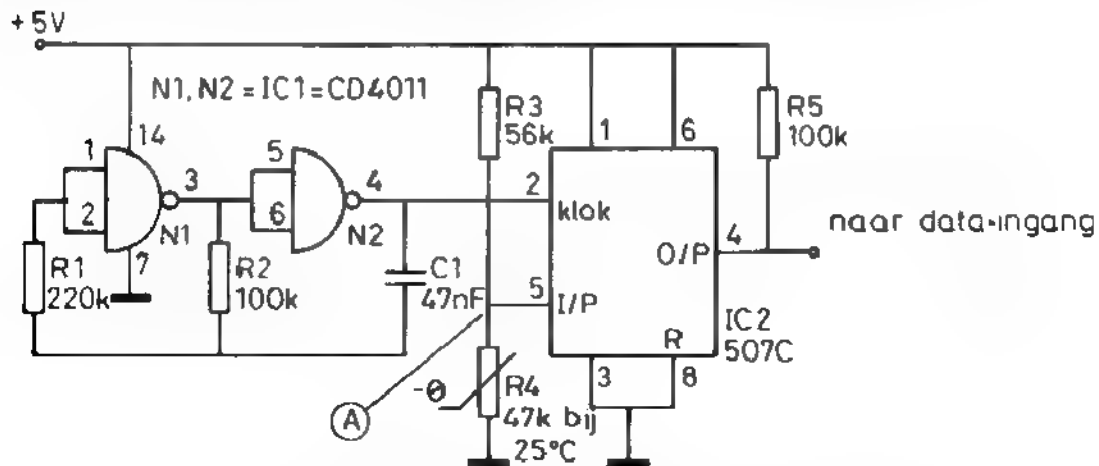 +5V
N1, N2 = IC1 = CD4011
14
1
2
3
N1
7
R1
220k
R2
100k
5
6
4
N2
C1
47nF
R3
56k
A
-θ
R4
47k bij
25°C
1
6
2
klok
5
I/P
O/P
4
R
3
8
IC2
507C
R5
100k
naar data-ingang